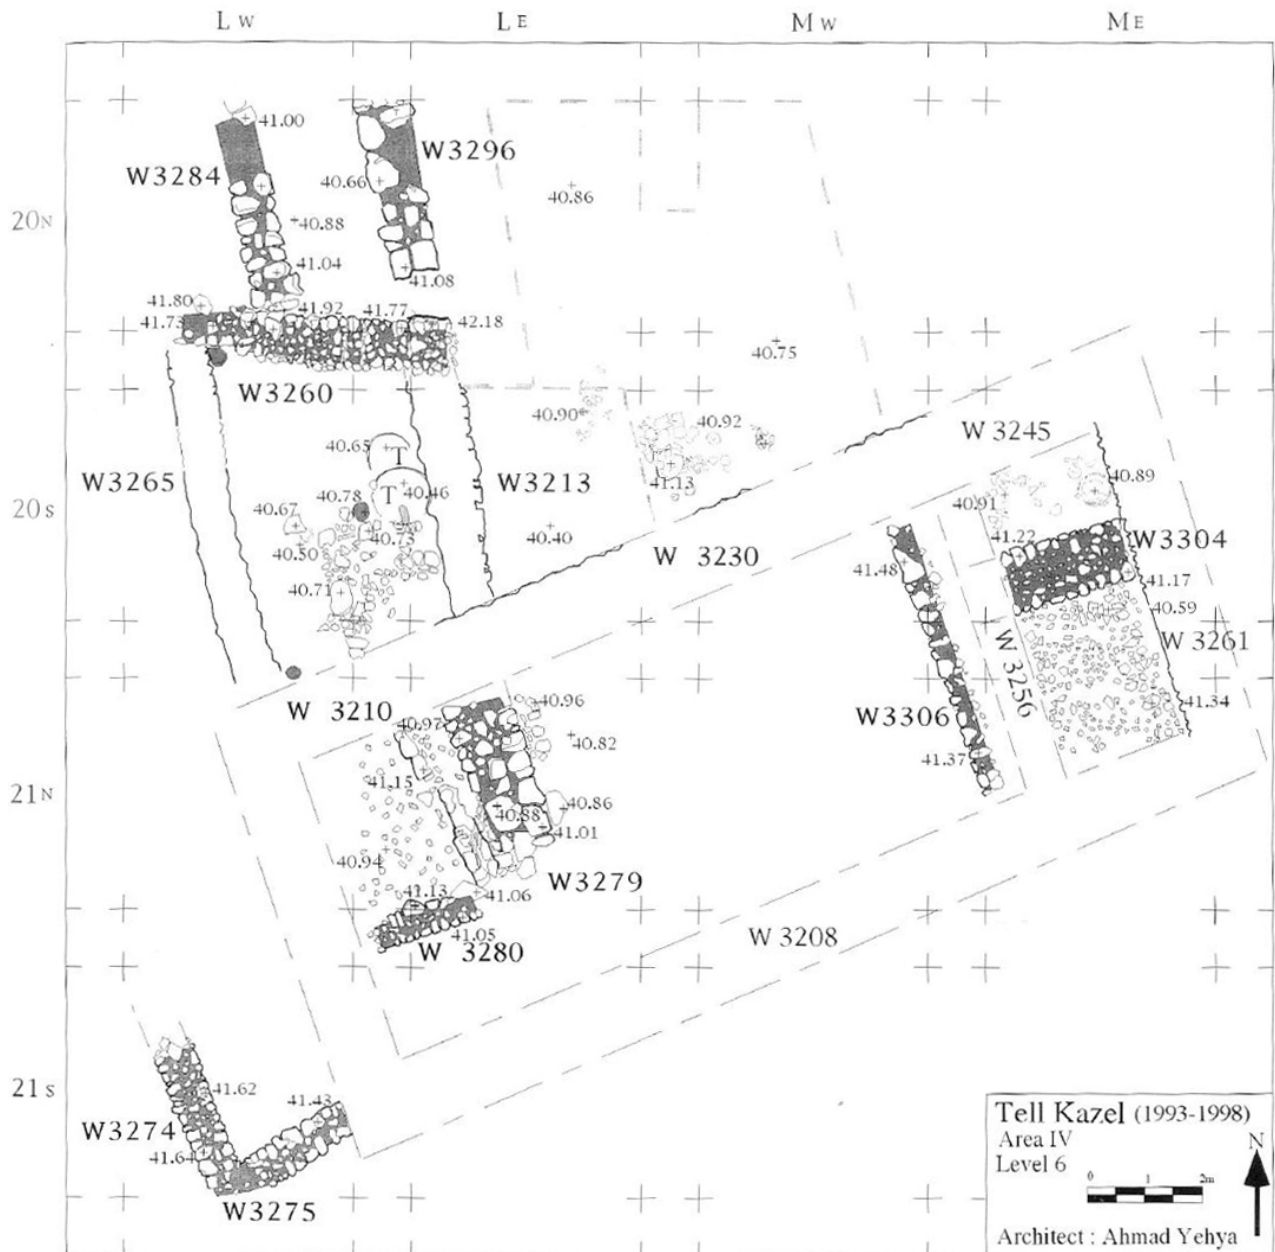 L W
L E
M W
M E
41.00
W3296
W3284
40.66
40.86
20N
40.88
41.04
41.08
41.80
41.92
41.77
41.73
42.18
40.75
W3260
40.90
40.92
W 3245
40.65
T
W3265
W3213
41.13
40.89
T
40.46
40.78
40.67
40.91
20S
40.73
40.40
41.22
W3304
40.50
W 3230
41.48
41.17
40.71
40.59
W 3261
W 3256
W 3210
40.96
41.34
40.97
W3306
40.82
41.37
41.15
21N
40.88
40.86
41.01
40.94
W3279
41.13
41.06
41.05
W 3280
W 3208
21S
41.62
41.43
W3274
41.64
W3275
Tell Kazel (1993-1998)
Area IV
Level 6
N
0 1 2m
Architect : Ahmad Yehya